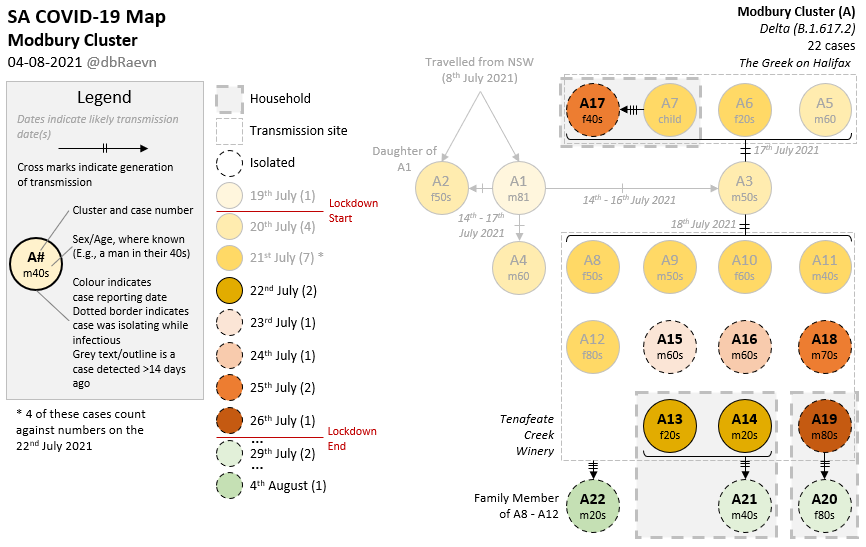 SA COVID-19 Map
Modbury Cluster
04-08-2021 @dbRaevn
Legend
Dates indicate likely transmission
date(s)
Cross marks indicate generation
of transmission
Cluster and case number
Sex/Age, where known
(E.g., a man in their 40s)
A#
m40s
Colour indicates
case reporting date
Dotted border indicates
case was isolating while
infectious
Grey text/outline is a
case detected >14 days
ago
* 4 of these cases count
against numbers on the
22nd July 2021
Household
Transmission site
Isolated
19th July (1)
Lockdown
Start
20th July (4)
21st July (7) *
22nd July (2)
23rd July (1)
24th July (1)
25th July (2)
26th July (1)
Lockdown
End
...
29th July (2)
...
4th August (1)
Modbury Cluster (A)
Delta (B.1.617.2)
22 cases
The Greek on Halifax
Travelled from NSW
(8th July 2021)
A17
f40s
A7
child
A6
f20s
A5
m60
17th July 2021
Daughter of
A1
A2
f50s
A1
m81
14th - 16th July 2021
A3
m50s
14th - 17th
July 2021
18th July 2021
A4
m60
A8
f50s
A9
m50s
A10
f60s
A11
m40s
A12
f80s
A15
m60s
A16
m60s
A18
m70s
Tenafeate
Creek
Winery
A13
f20s
A14
m20s
A19
m80s
Family Member
of A8 - A12
A22
m20s
A21
m40s
A20
f80s